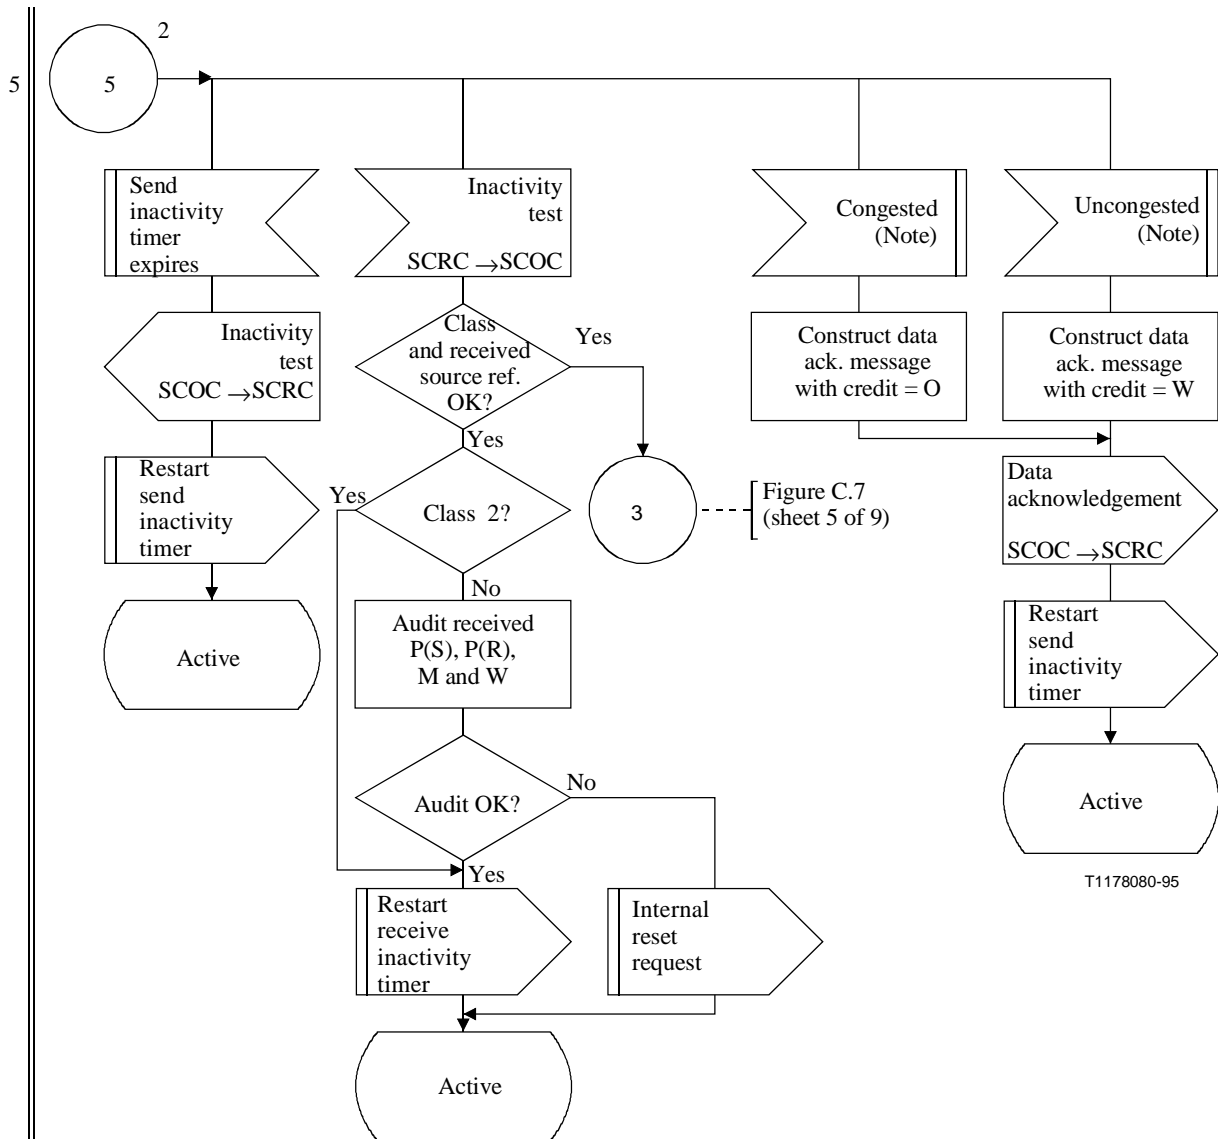 2
5
5
Send
inactivity
timer
expires
Inactivity
test
SCRC →SCOC
Congested
(Note)
Uncongested
(Note)
Inactivity
test
SCOC →SCRC
Class
and received
source ref.
OK?
Yes
Yes
Construct data
ack. message
with credit = O
Construct data
ack. message
with credit = W
Restart
send
inactivity
timer
Yes
Class 2?
No
3
Figure C.7
(sheet 5 of 9)
Data
acknowledgement
SCOC →SCRC
Active
Audit received
P(S), P(R),
M and W
Restart
send
inactivity
timer
Audit OK?
No
Yes
Active
T1178080-95
Restart
receive
inactivity
timer
Internal
reset
request
Active